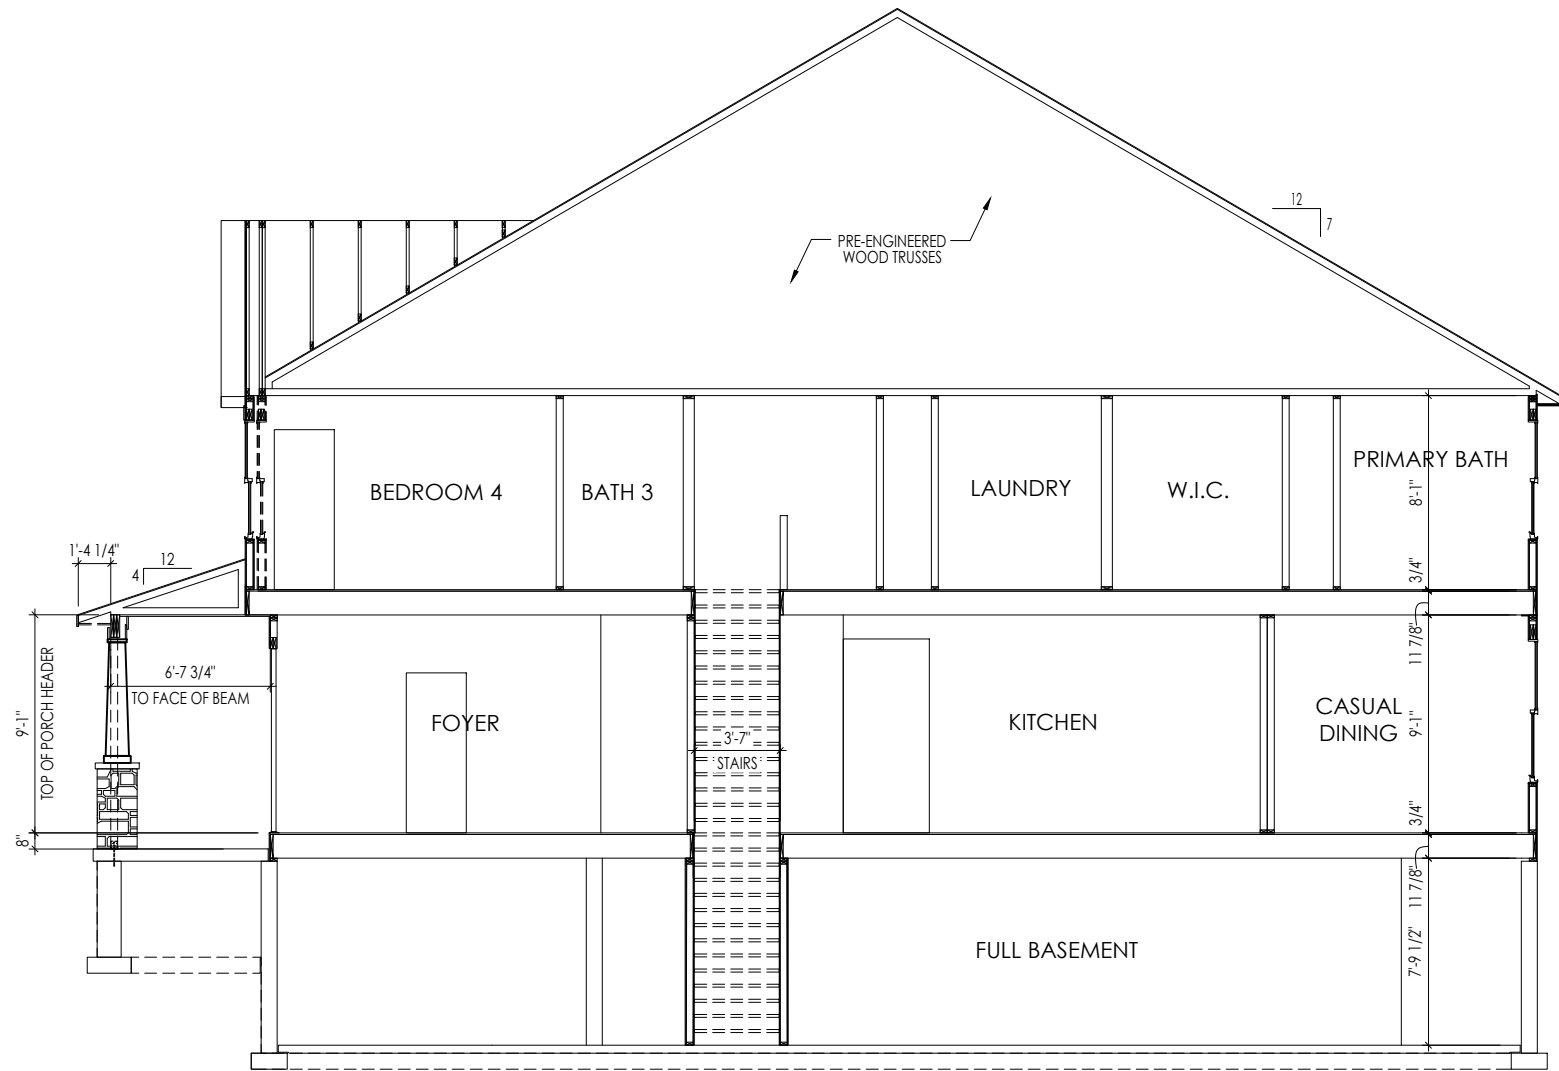 12
7
PRE-ENGINEERED
WOOD TRUSSES
PRIMARY BATH
BEDROOM 4
BATH 3
LAUNDRY
W.I.C.
8'-1"
1'-4 1/4"
12
4
3/4"
11 7/8"
6'-7 3/4"
TO FACE OF BEAM
TOP OF PORCH HEADER
9'-1"
8"
FOYER
3'-7"
STAIRS
KITCHEN
CASUAL
DINING
9'-1"
3/4"
11 7/8"
FULL BASEMENT
7'-9 1/2"